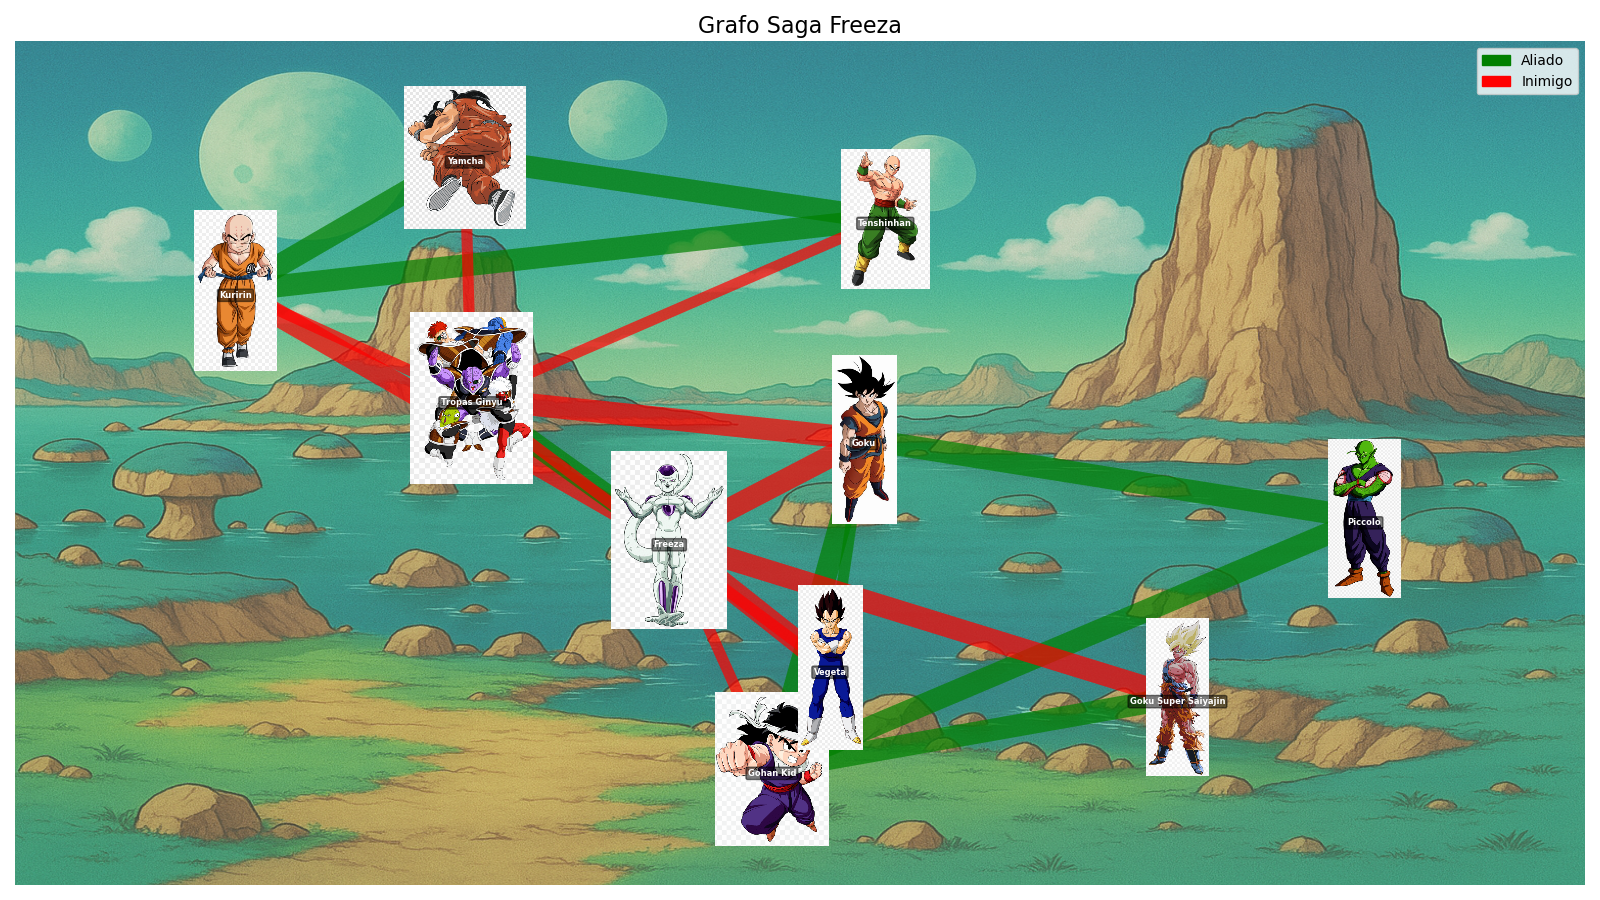 Grafo Saga Freeza
Aliado
Inimigo
Yamcha
Tenshinhan
Kuririn
Tropas Ginyu
Goku
Piccolo
Freeza
Vegeta
Goku Super Saiyajin
Gohan Kid